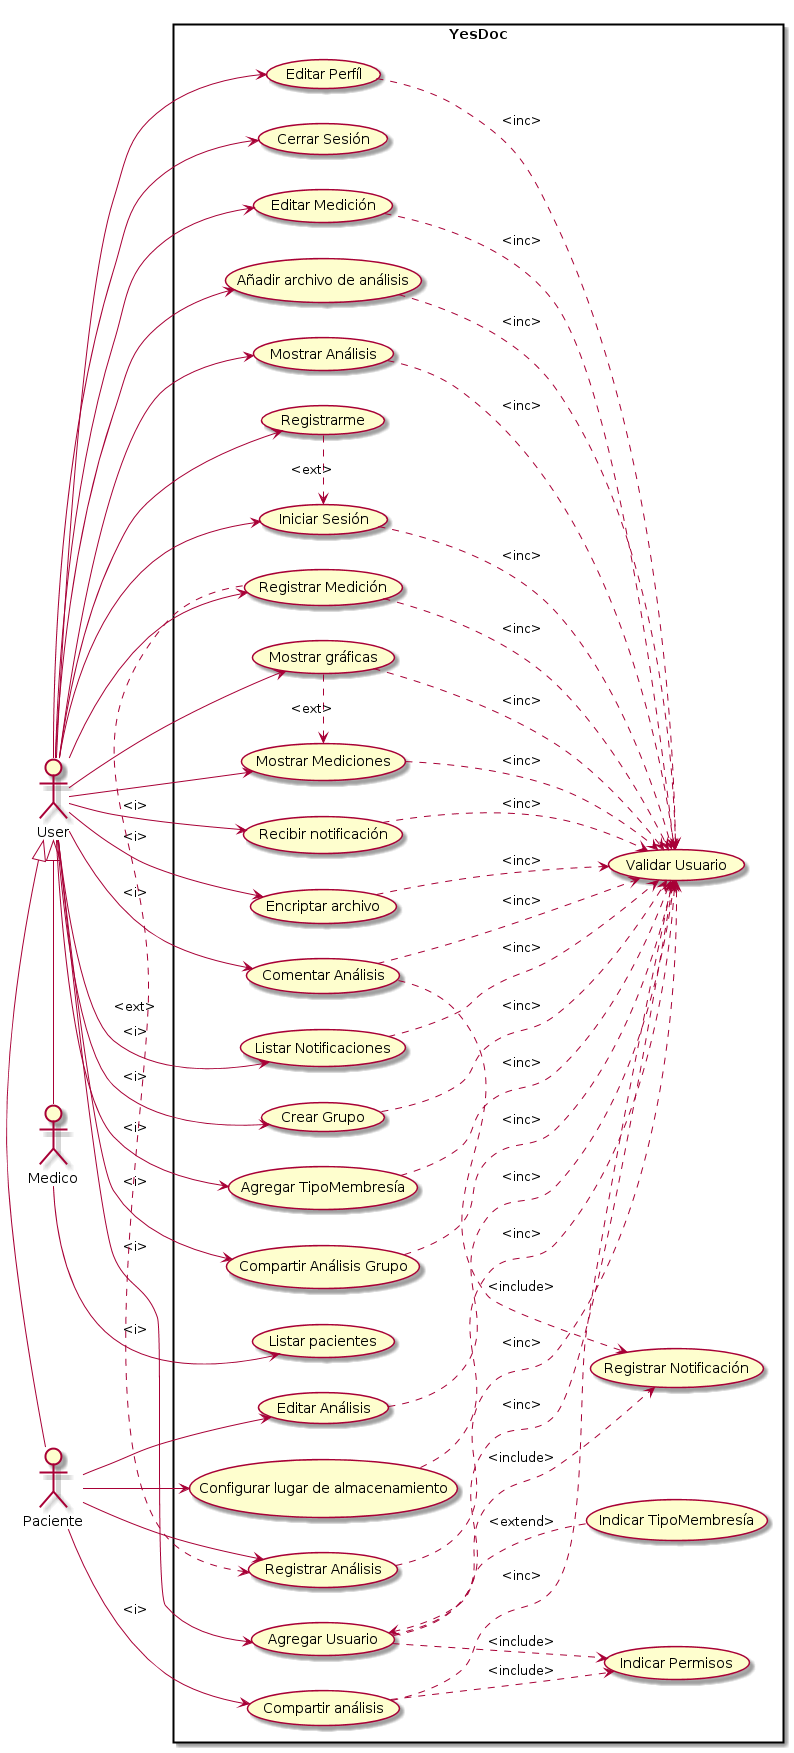 YesDoc
Editar Perfíl
<inc>
Cerrar Sesión
Editar Medición
<inc>
Añadir archivo de análisis
<inc>
Mostrar Análisis
<inc>
Registrarme
<ext>
Iniciar Sesión
<inc>
Registrar Medición
<inc>
Mostrar gráficas
<inc>
<ext>
Mostrar Mediciones
<inc>
<i>
<inc>
User
Recibir notificación
<i>
<inc>
Validar Usuario
<i>
Encriptar archivo
<inc>
<inc>
Comentar Análisis
<ext>
<inc>
<i>
Listar Notificaciones
<inc>
<i>
Crear Grupo
<inc>
<i>
Medico
<inc>
<i>
Agregar TipoMembresía
<inc>
<i>
Compartir Análisis Grupo
<include>
<i>
Listar pacientes
<inc>
Registrar Notificación
Editar Análisis
<inc>
<include>
Configurar lugar de almacenamiento
Paciente
<extend>
Indicar TipoMembresía
Registrar Análisis
<inc>
<i>
Agregar Usuario
<include>
Indicar Permisos
<include>
Compartir análisis